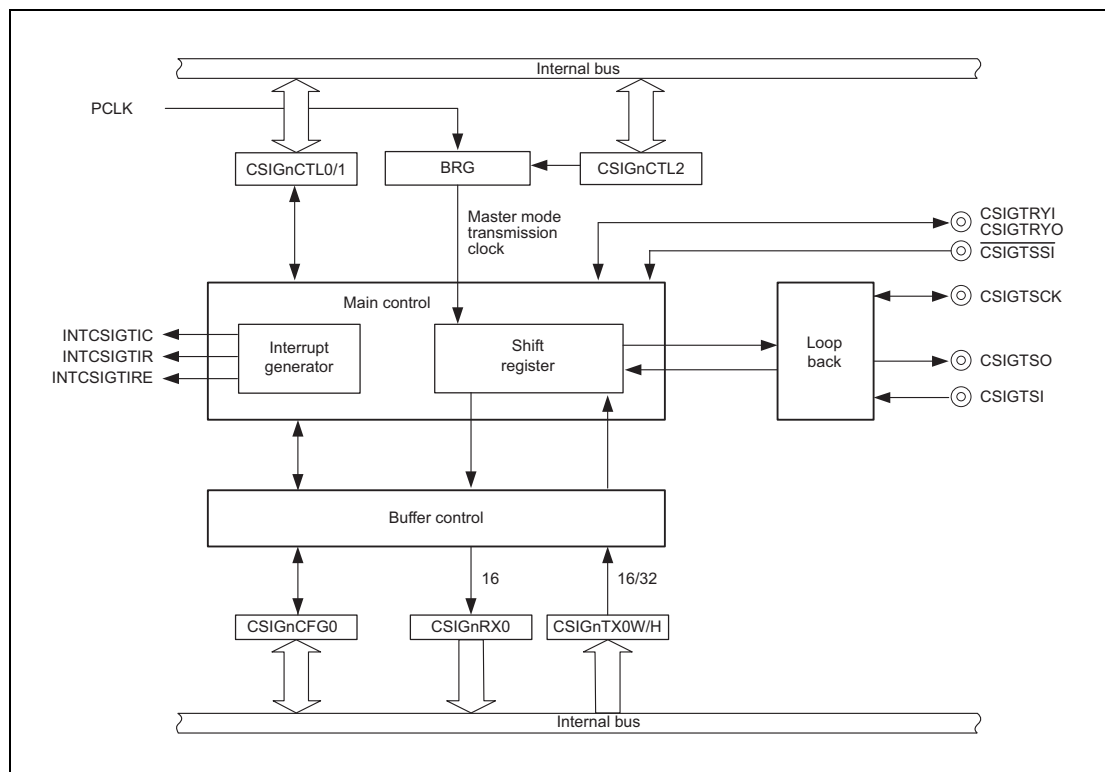 Internal bus
PCLK
CSIGnCTL0/1
BRG
CSIGnCTL2
Master mode
transmission
clock
CSIGTRYI
CSIGTRYO
CSIGTSSI
Main control
CSIGTSCK
INTCSIGTIC
INTCSIGTIR
INTCSIGTIRE
Interrupt
generator
Shift
register
Loop
back
CSIGTSO
CSIGTSI
Buffer control
16
16/32
CSIGnCFG0
CSIGnRX0
CSIGnTX0W/H
Internal bus